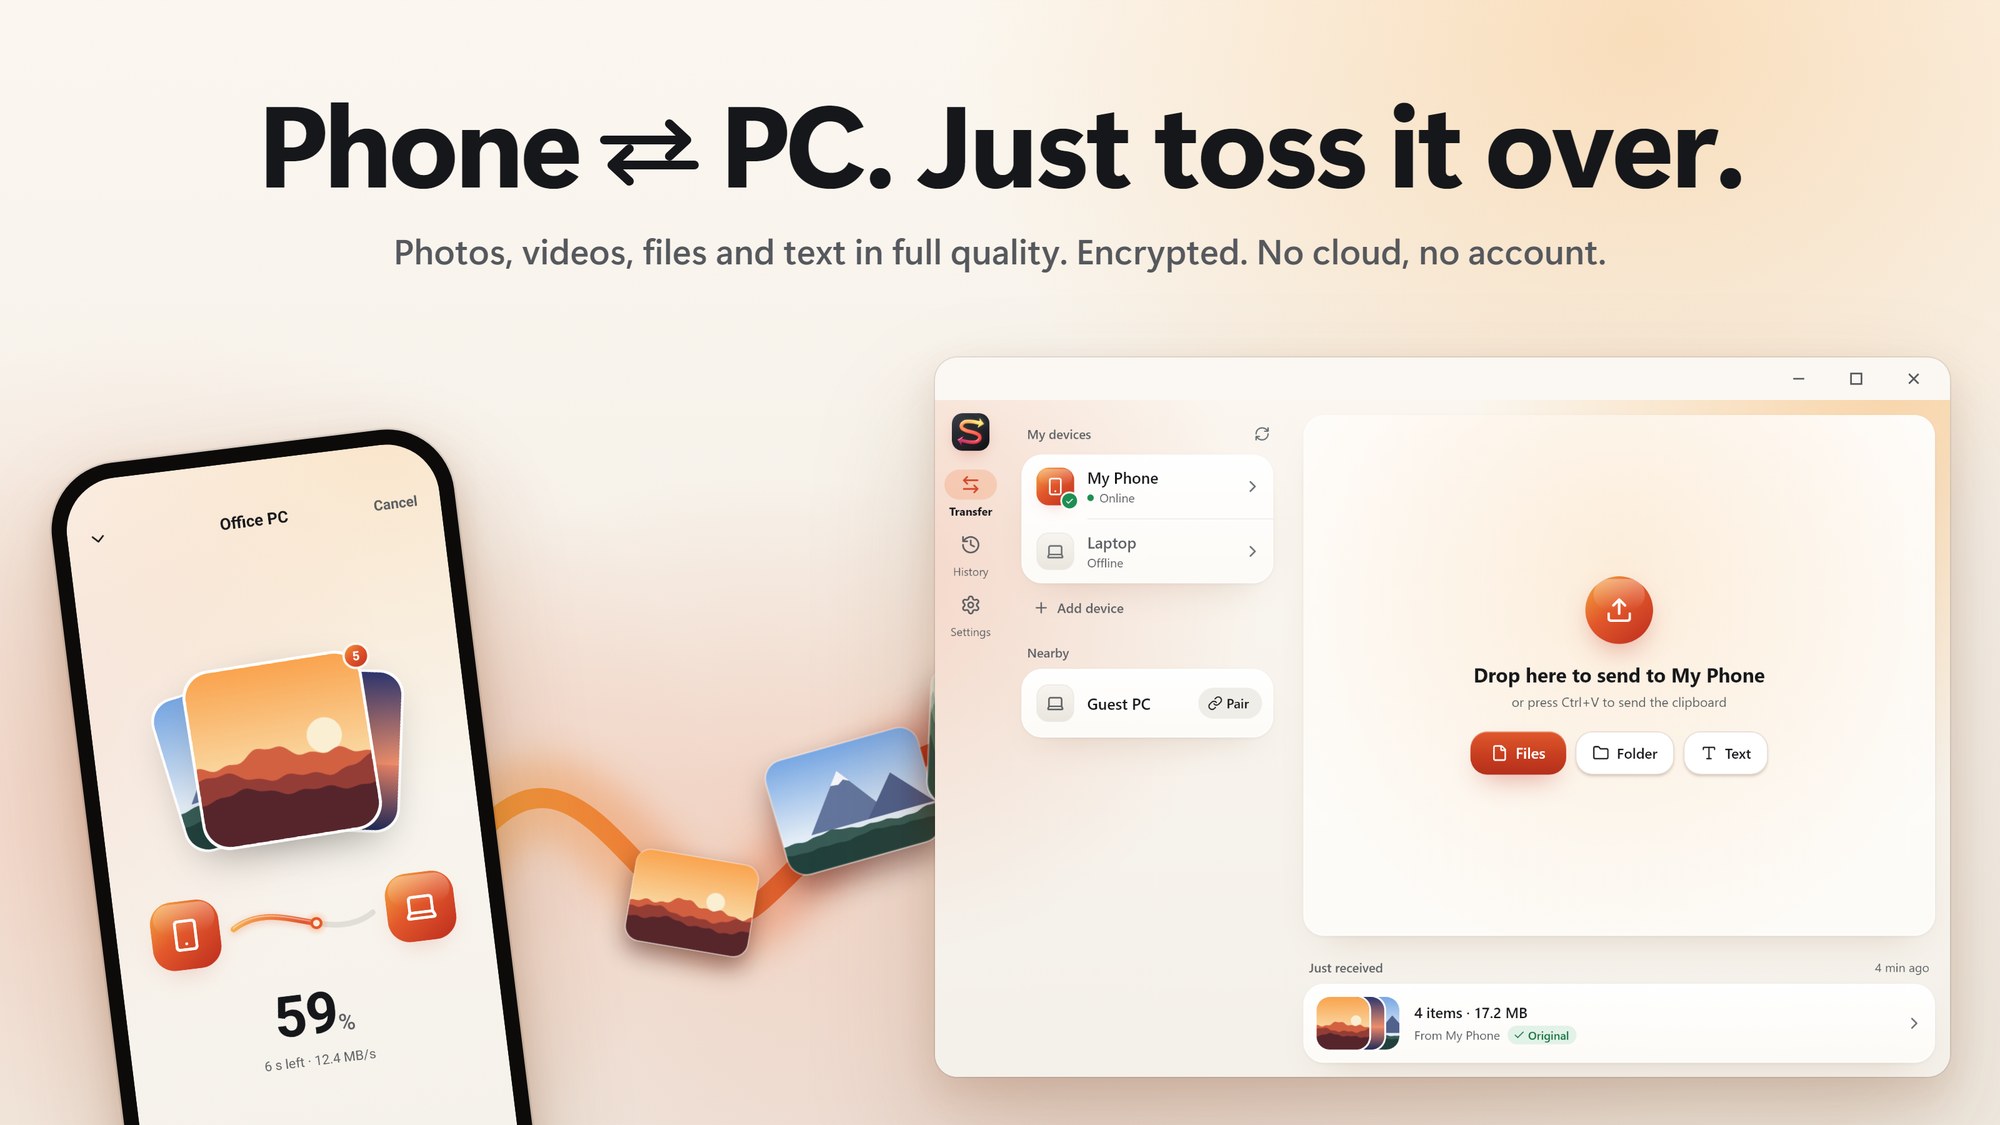 Phone ⇄ PC. Just toss it over.
Photos, videos, files and text in full quality. Encrypted. No cloud, no account.
Office PC
Cancel
5
59%
6 s left · 12.4 MB/s
Transfer
History
Settings
My devices
My Phone
Online
Laptop
Offline
Add device
Nearby
Guest PC
Pair
Drop here to send to My Phone
or press Ctrl+V to send the clipboard
Files
Folder
Text
Just received
4 min ago
4 items · 17.2 MB
From My Phone
Original